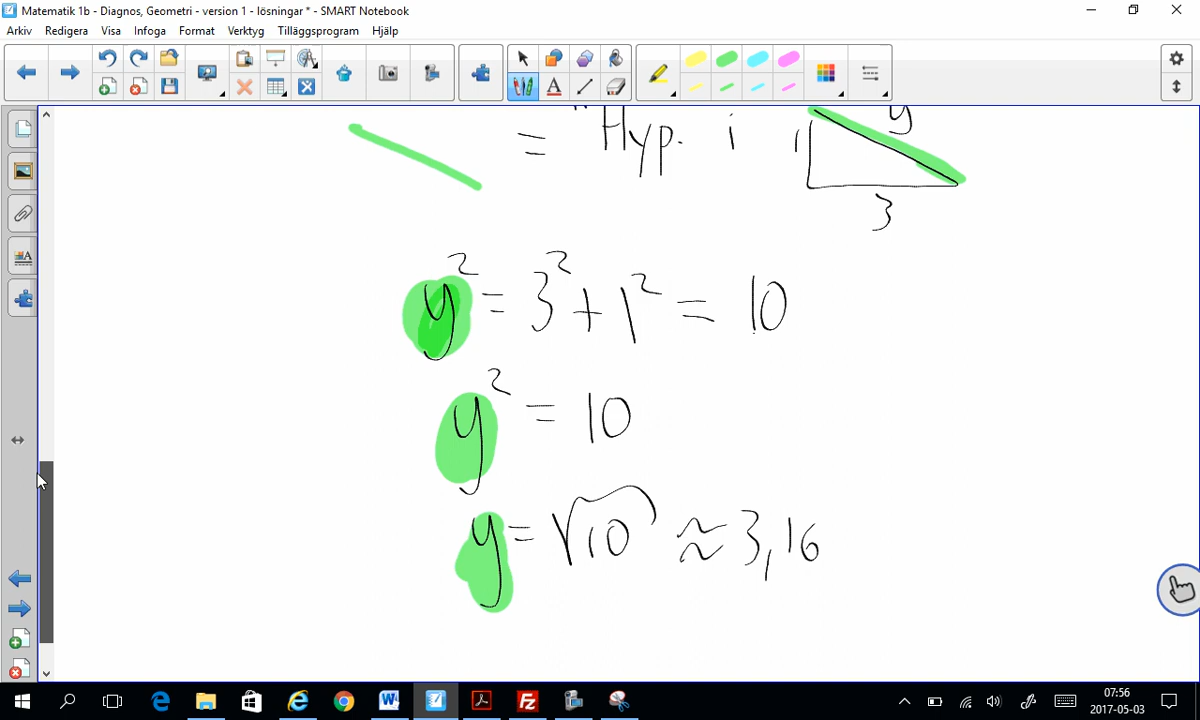 Matematik 1b - Diagnos, Geometri - version 1 - lösningar * - SMART Notebook
Arkiv Redigera Visa Infoga Format Verktyg Tilläggsprogram Hjälp
= "Hyp. i 1 y
3
y² = 3² + 1² = 10
y² = 10
y = √10 ≈ 3,16
07:56
2017-05-03